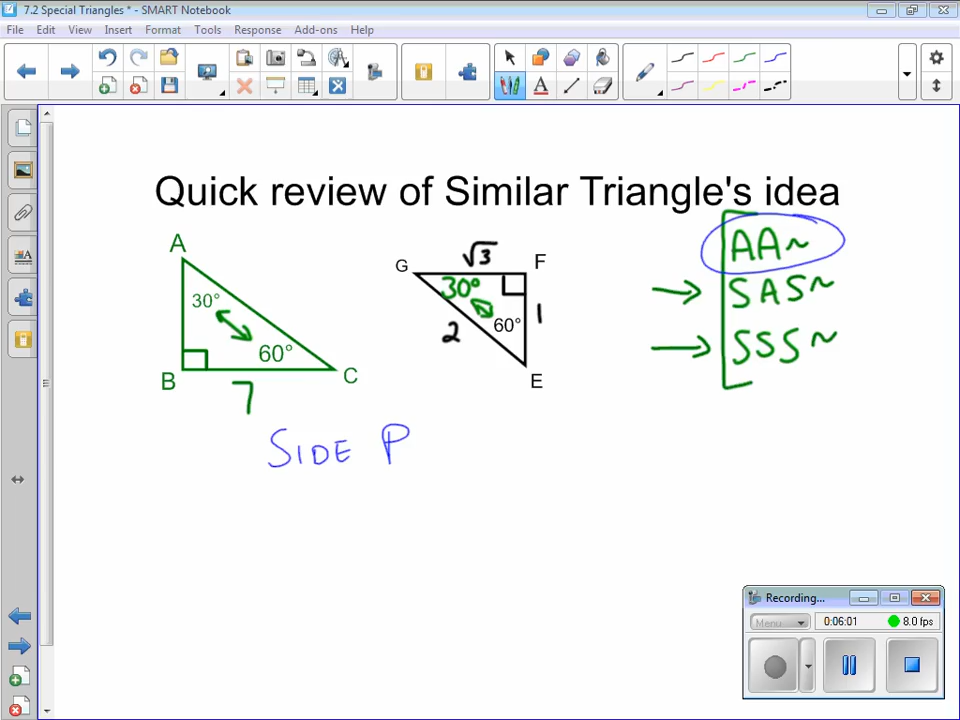 7.2 Special Triangles * - SMART Notebook
File Edit View Insert Format Tools Response Add-ons Help
Quick review of Similar Triangle's idea
A
30°
60°
B
C
7
G
√3
F
30°
60°
1
2
E
AA~
SAS~
SSS~
SIDE P
Recording...
Menu
0:06:01
8.0 fps